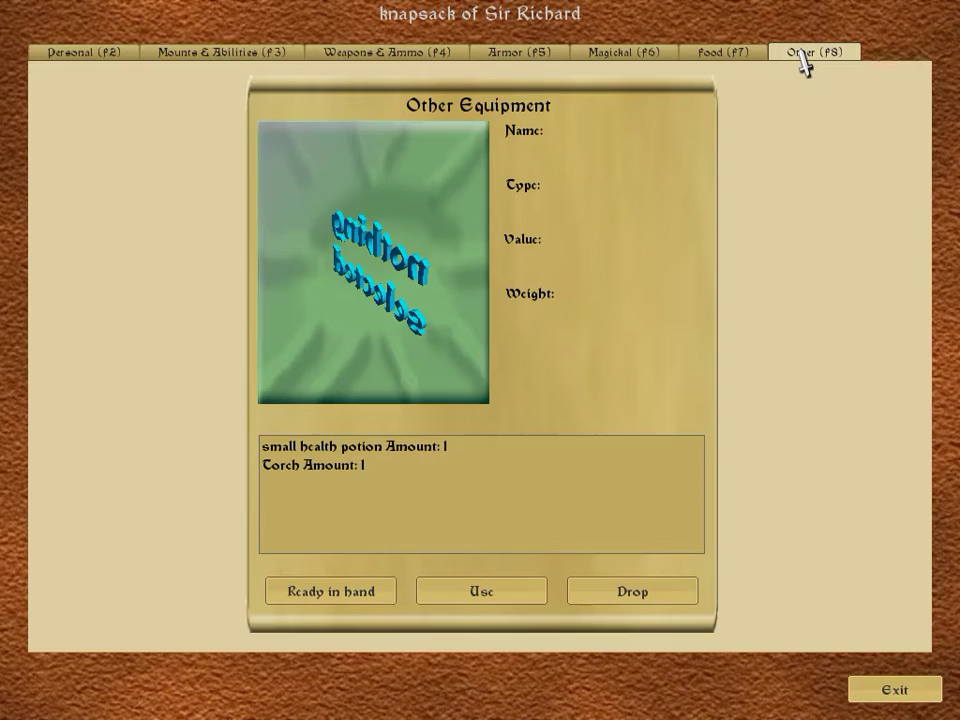 knapsack of Sir Richard
Personal (f2) Mounts & Abilities (f3) Weapons & Ammo (f4) Armor (f5) Magickal (f6) Food (f7) Other (f8)
Other Equipment
Name:
Type:
Value:
Weight:
nothing
selected
small health potion Amount: 1
Torch Amount: 1
Ready in hand Use Drop
Exit